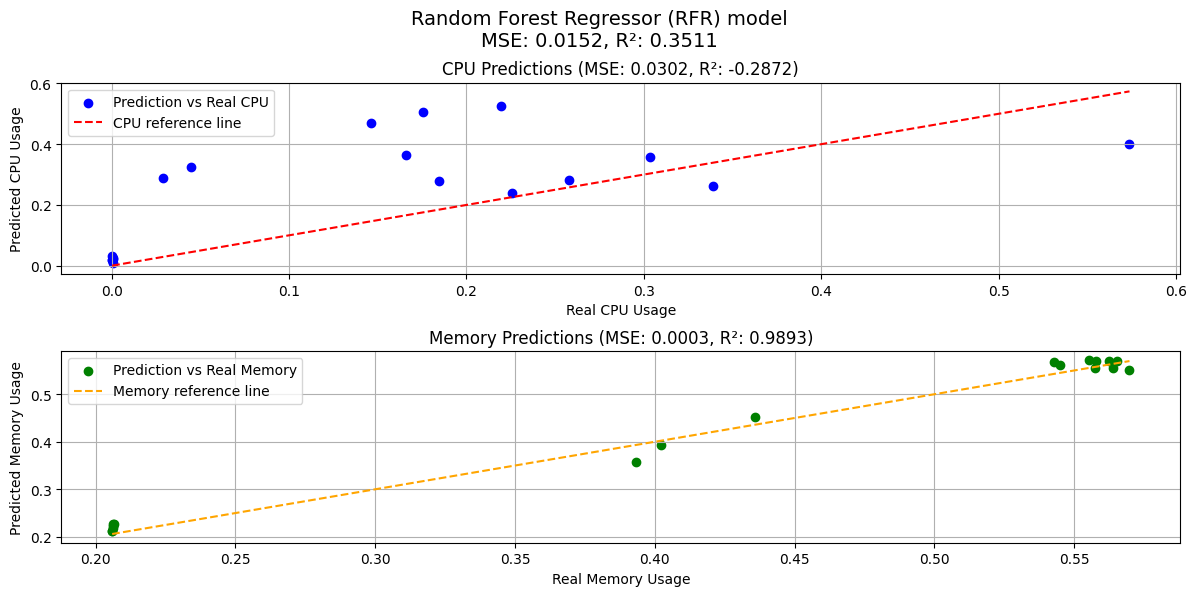 Random Forest Regressor (RFR) model
MSE: 0.0152, R²: 0.3511
CPU Predictions (MSE: 0.0302, R²: -0.2872)
Prediction vs Real CPU
CPU reference line
Predicted CPU Usage
0.6
0.4
0.2
0.0
0.0 0.1 0.2 0.3 0.4 0.5 0.6
Real CPU Usage
Memory Predictions (MSE: 0.0003, R²: 0.9893)
Prediction vs Real Memory
Memory reference line
Predicted Memory Usage
0.5
0.4
0.3
0.2
0.20 0.25 0.30 0.35 0.40 0.45 0.50 0.55
Real Memory Usage